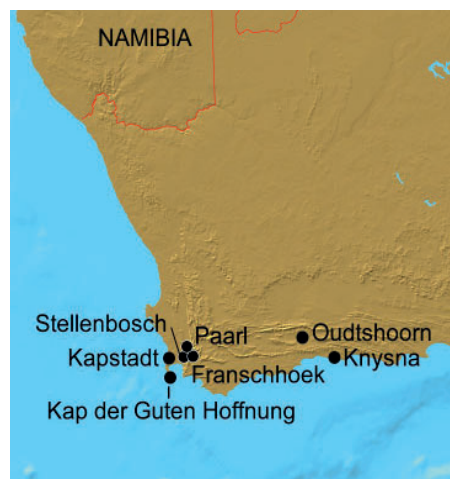 NAMIBIA
Stellenbosch
Paarl
Oudtshoorn
Kapstadt
Knysna
Franschhoek
Kap der Guten Hoffnung